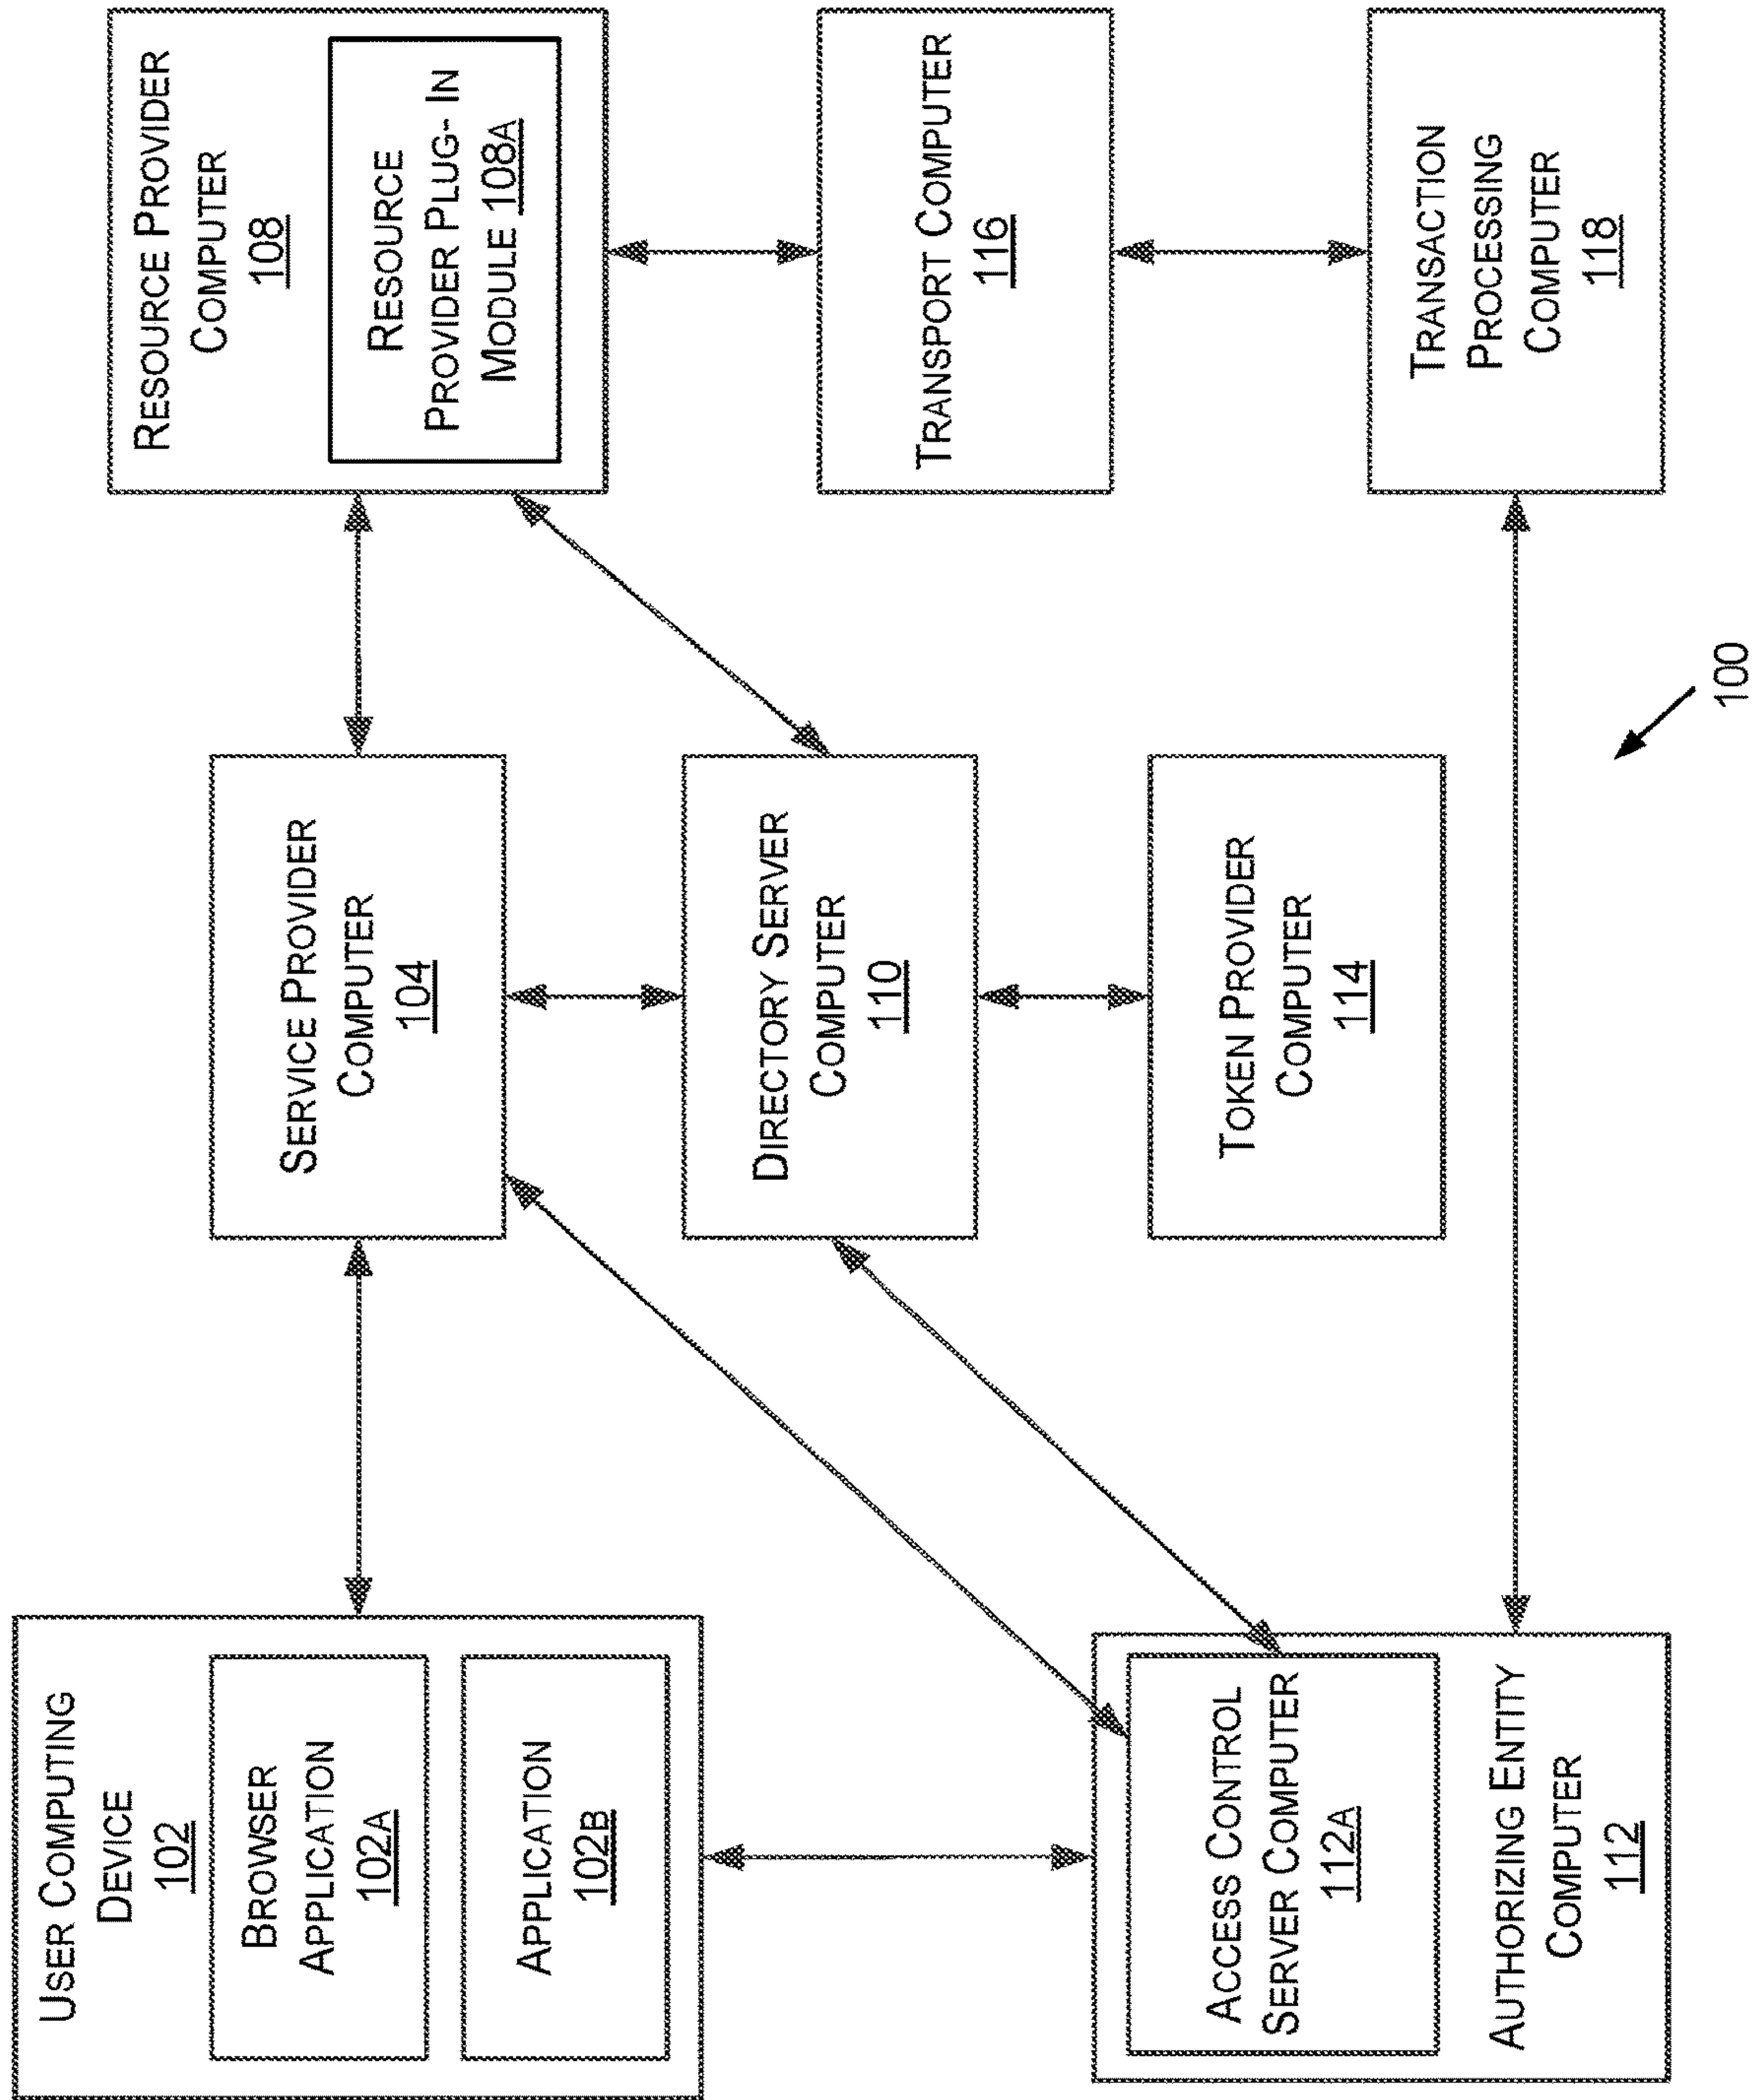 USER COMPUTING
DEVICE
102
BROWSER
APPLICATION
102A
APPLICATION
102B
SERVICE PROVIDER
COMPUTER
104
RESOURCE PROVIDER
COMPUTER
108
RESOURCE
PROVIDER PLUG- IN
MODULE 108A
DIRECTORY SERVER
COMPUTER
110
TRANSPORT COMPUTER
116
ACCESS CONTROL
SERVER COMPUTER
112A
AUTHORIZING ENTITY
COMPUTER
112
TOKEN PROVIDER
COMPUTER
114
TRANSACTION
PROCESSING
COMPUTER
118
100